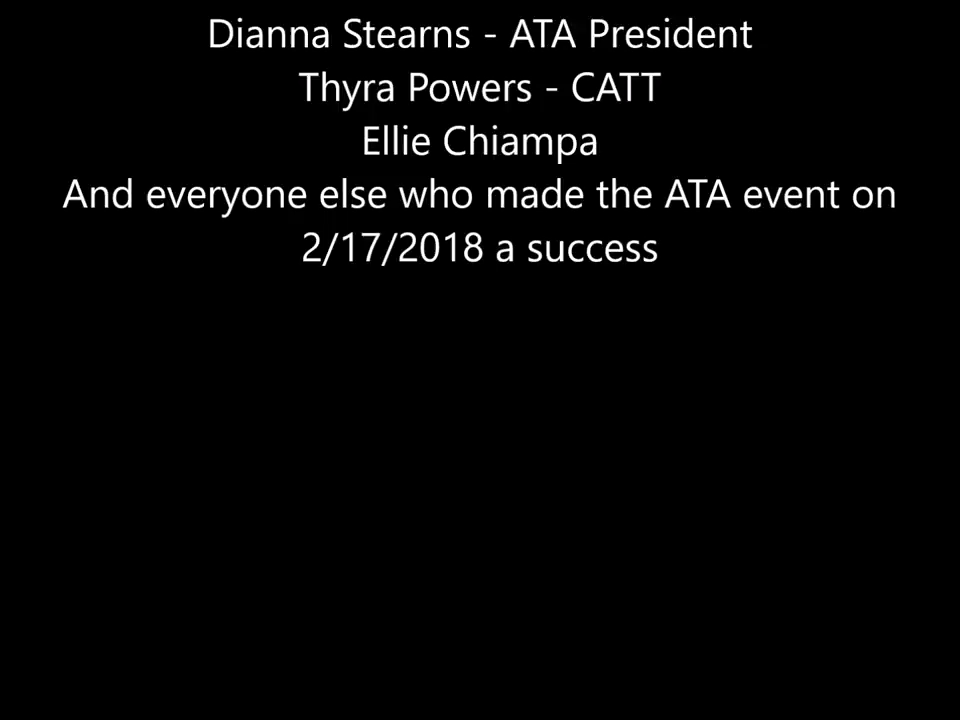 Dianna Stearns - ATA President
Thyra Powers - CATT
Ellie Chiampa
And everyone else who made the ATA event on
2/17/2018 a success